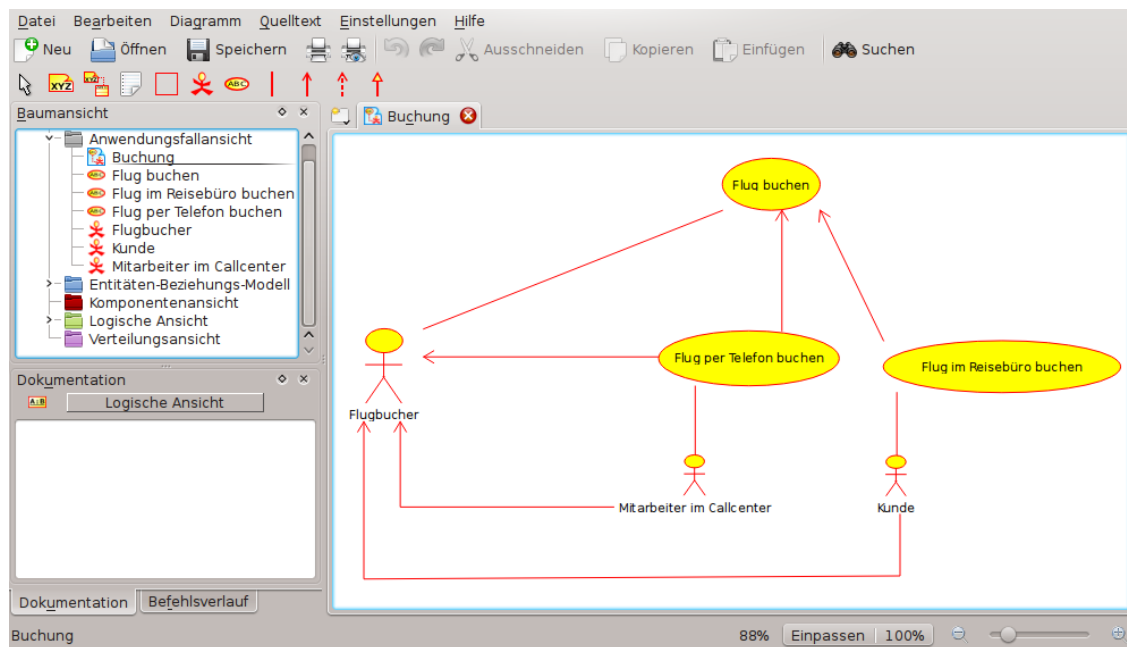 Datei Bearbeiten Diagramm Quelltext Einstellungen Hilfe
Neu Öffnen Speichern Ausschneiden Kopieren Einfügen Suchen
XYZ ABC
Baumansicht
Buchung
Anwendungsfallansicht
Buchung
Flug buchen
Flug im Reisebüro buchen
Flug per Telefon buchen
Flugbucher
Kunde
Mitarbeiter im Callcenter
Entitäten-Beziehungs-Modell
Komponentenansicht
Logische Ansicht
Verteilungsansicht
Dokumentation
Logische Ansicht
Dokumentation Befehlsverlauf
Flug buchen
Flug per Telefon buchen
Flug im Reisebüro buchen
Flugbucher
Mitarbeiter im Callcenter
Kunde
Buchung
88% Einpassen 100%